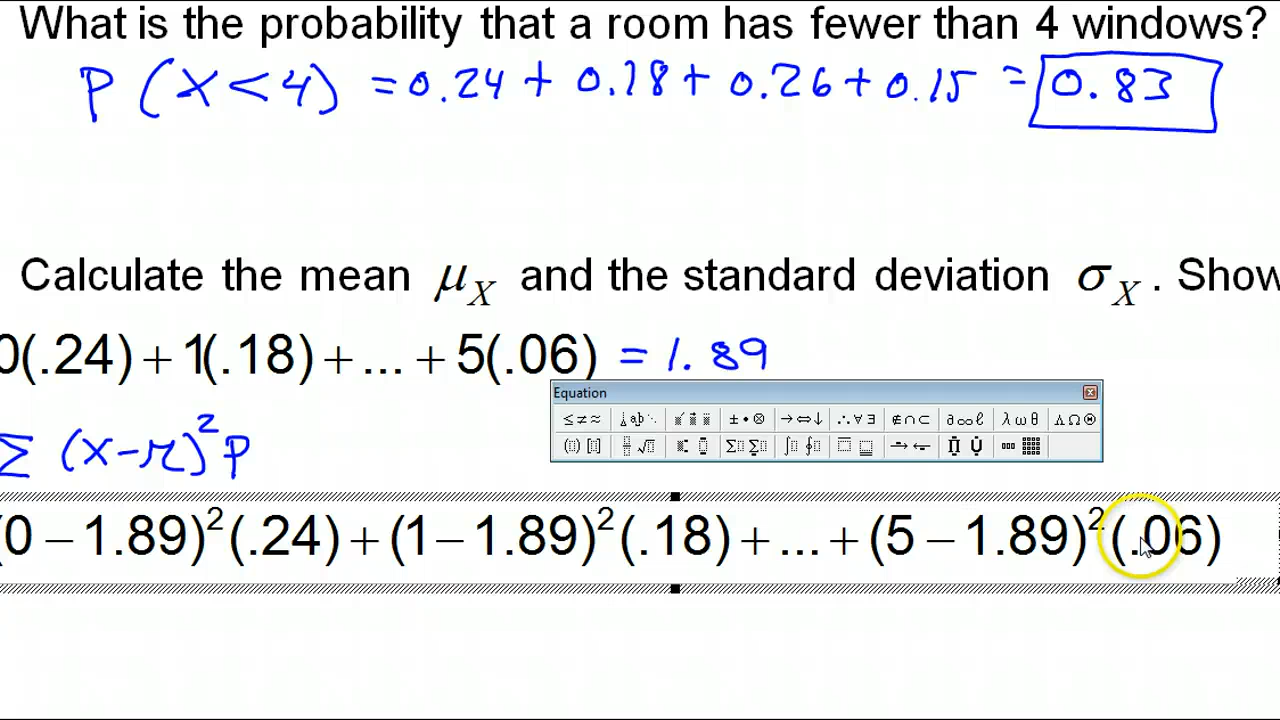 What is the probability that a room has fewer than 4 windows?
P (X < 4) = 0.24 + 0.18 + 0.26 + 0.15 = 0.83
Calculate the mean μX and the standard deviation σX. Show
0(.24) + 1(.18) + ... + 5(.06) = 1.89
Equation
Σ (x-μ)² P
(0 − 1.89)²(.24) + (1 − 1.89)²(.18) + ... + (5 − 1.89)²(.06)